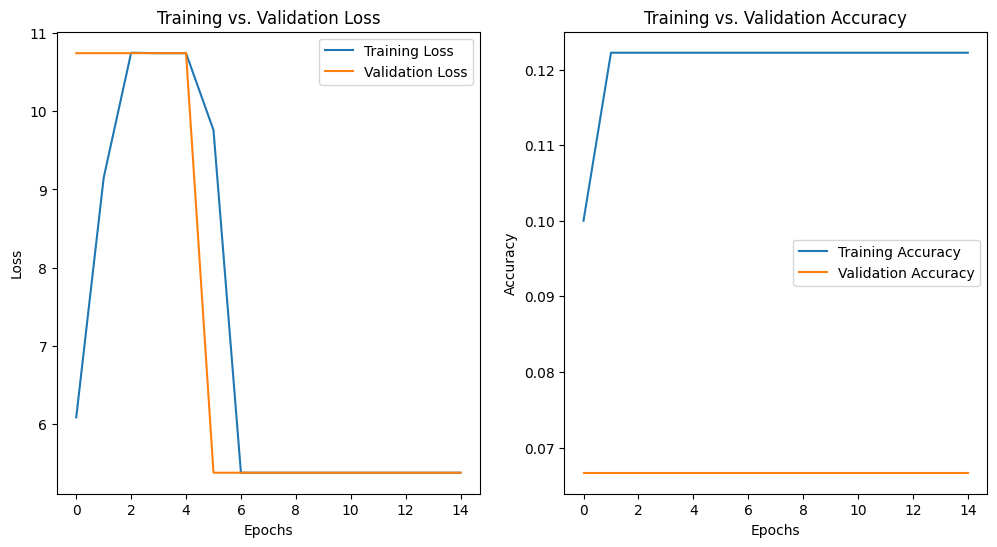 Training vs. Validation Loss
Training Loss
Validation Loss
11
10
9
8
7
6
Loss
0
2
4
6
8
10
12
14
Epochs
Training vs. Validation Accuracy
0.12
0.11
0.10
0.09
0.08
0.07
Accuracy
Training Accuracy
Validation Accuracy
0
2
4
6
8
10
12
14
Epochs